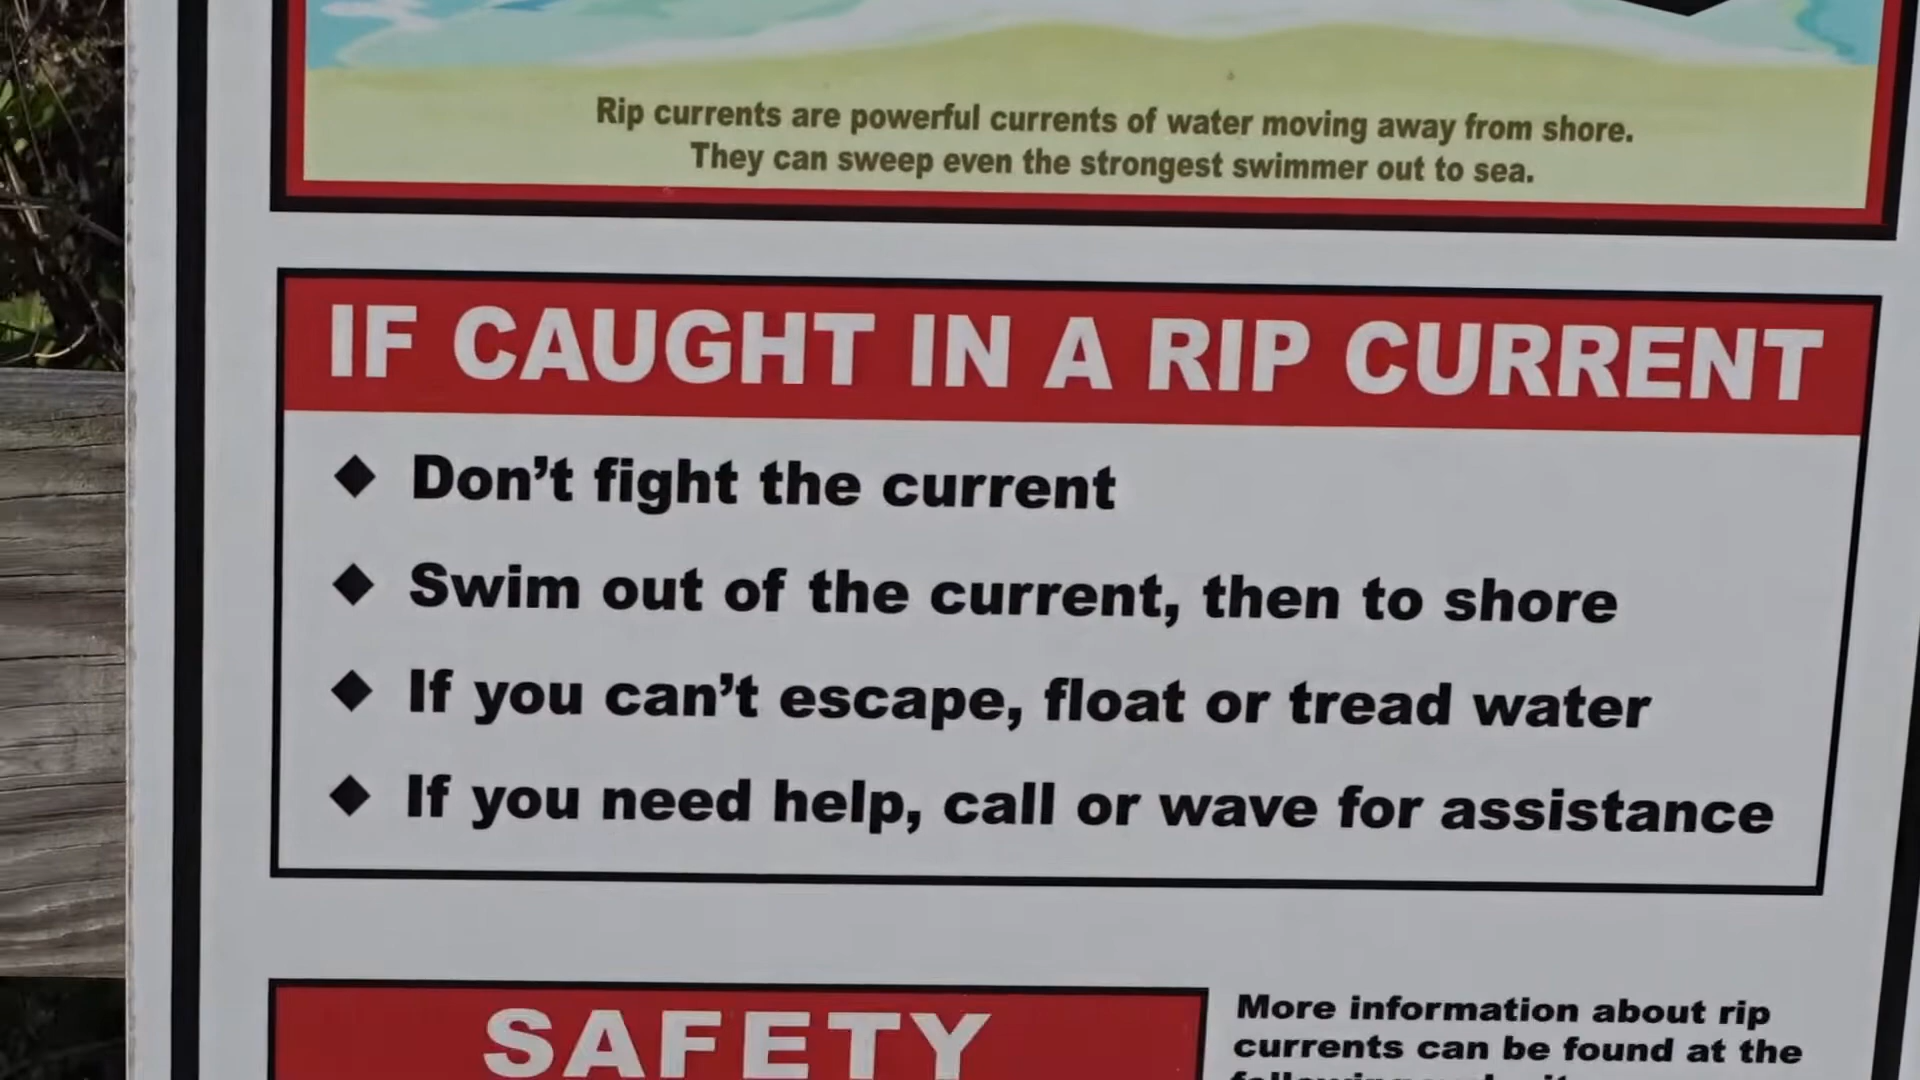 Rip currents are powerful currents of water moving away from shore.
They can sweep even the strongest swimmer out to sea.
IF CAUGHT IN A RIP CURRENT
◆ Don't fight the current
◆ Swim out of the current, then to shore
◆ If you can't escape, float or tread water
◆ If you need help, call or wave for assistance
SAFETY
More information about rip
currents can be found at the